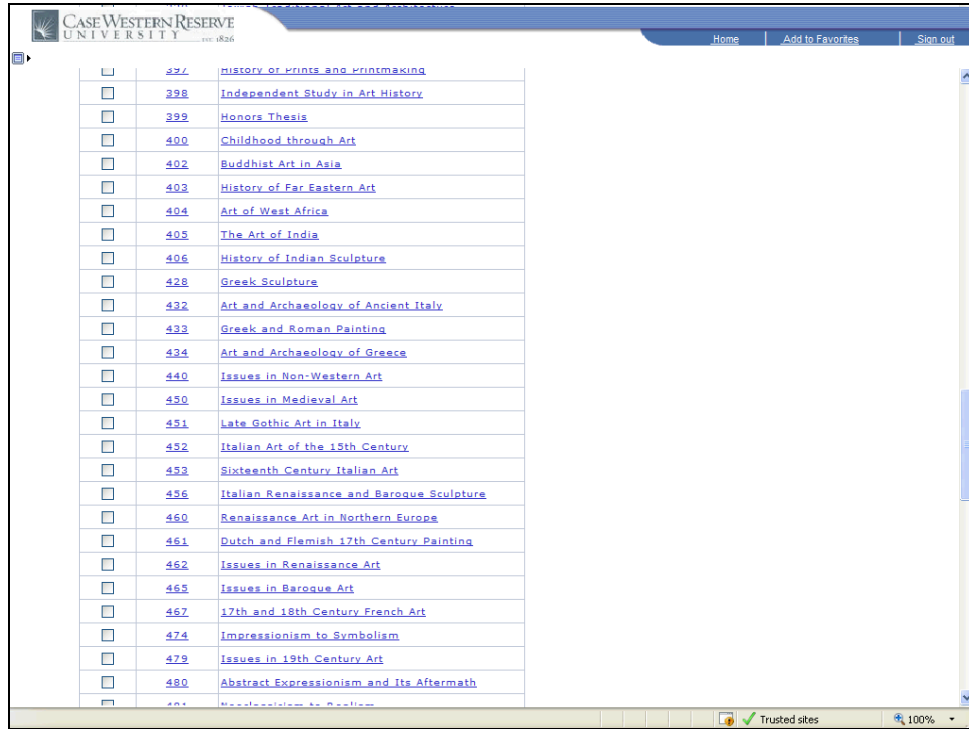 CASE WESTERN RESERVE
UNIVERSITY EST. 1826
Home Add to Favorites Sign out
397 History of Prints and Printmaking
398 Independent Study in Art History
399 Honors Thesis
400 Childhood through Art
402 Buddhist Art in Asia
403 History of Far Eastern Art
404 Art of West Africa
405 The Art of India
406 History of Indian Sculpture
428 Greek Sculpture
432 Art and Archaeology of Ancient Italy
433 Greek and Roman Painting
434 Art and Archaeology of Greece
440 Issues in Non-Western Art
450 Issues in Medieval Art
451 Late Gothic Art in Italy
452 Italian Art of the 15th Century
453 Sixteenth Century Italian Art
456 Italian Renaissance and Baroque Sculpture
460 Renaissance Art in Northern Europe
461 Dutch and Flemish 17th Century Painting
462 Issues in Renaissance Art
465 Issues in Baroque Art
467 17th and 18th Century French Art
474 Impressionism to Symbolism
479 Issues in 19th Century Art
480 Abstract Expressionism and Its Aftermath
481 Neoclassicism to Realism
Trusted sites 100%